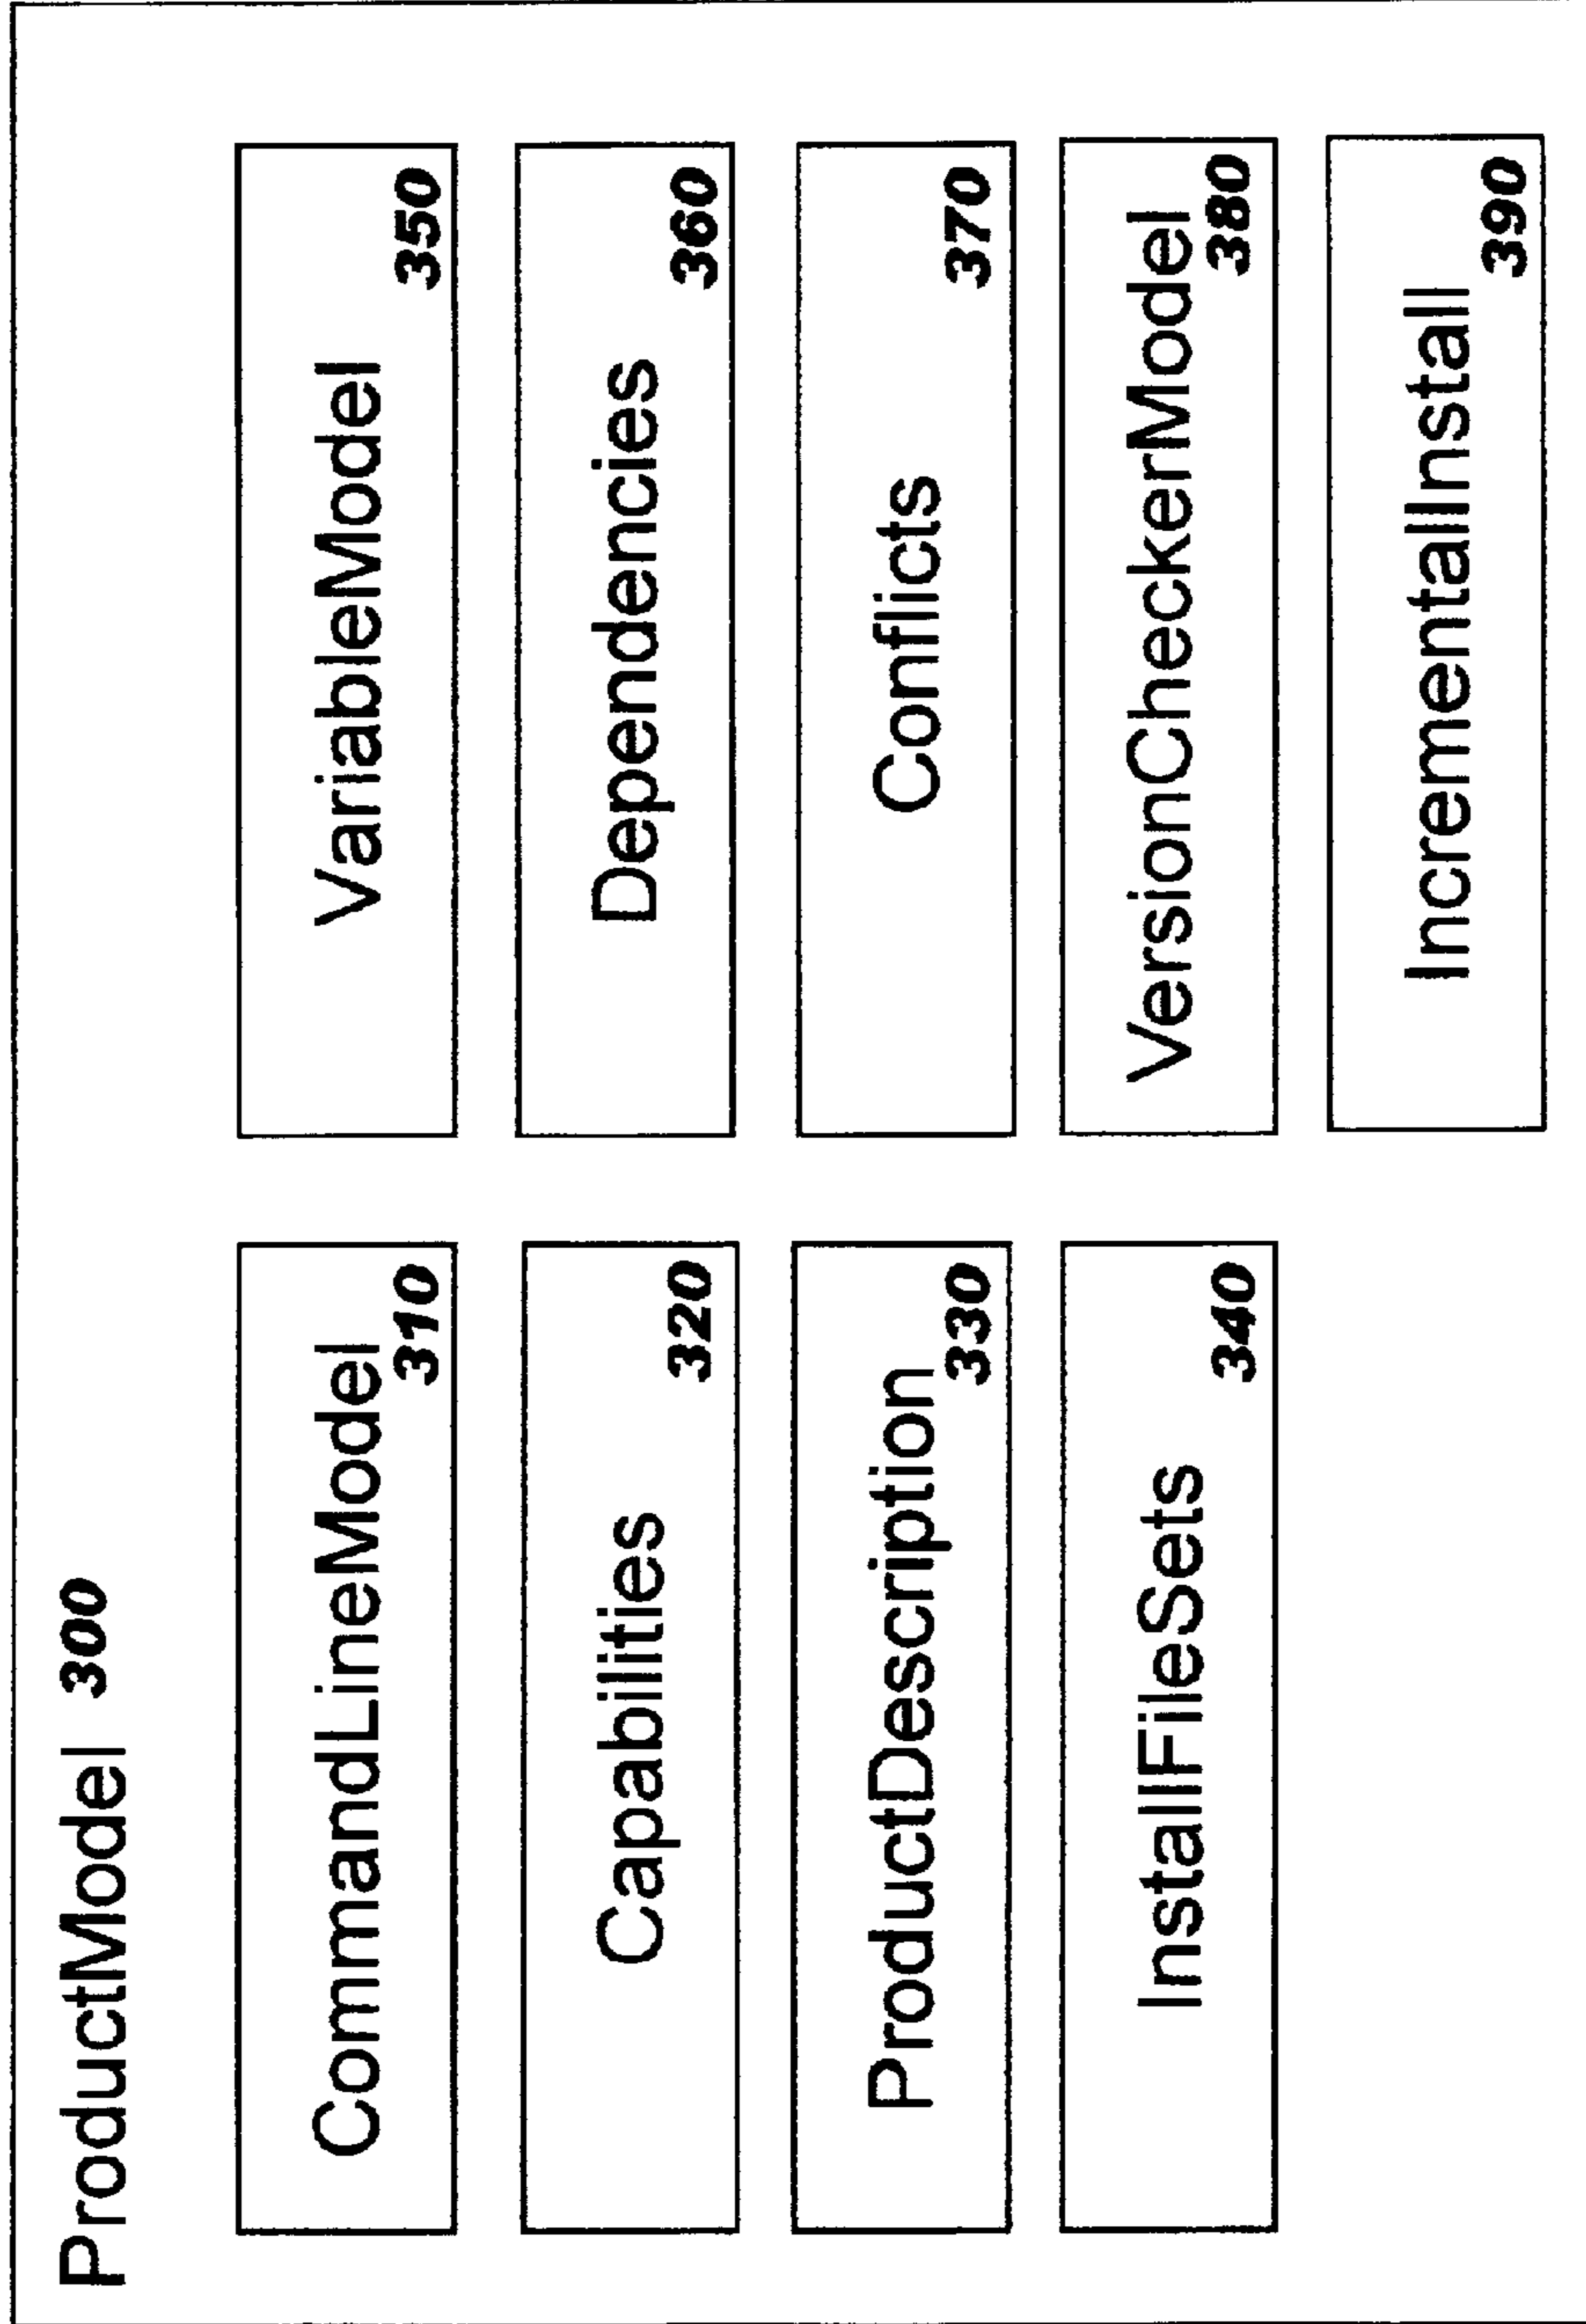 ProductModel 300
CommandLineModel
310
Capabilities
320
ProductDescription
330
InstallFileSets
340
VariableModel
350
Dependencies
360
Conflicts
370
VersionCheckerModel
380
IncrementalInstall
390